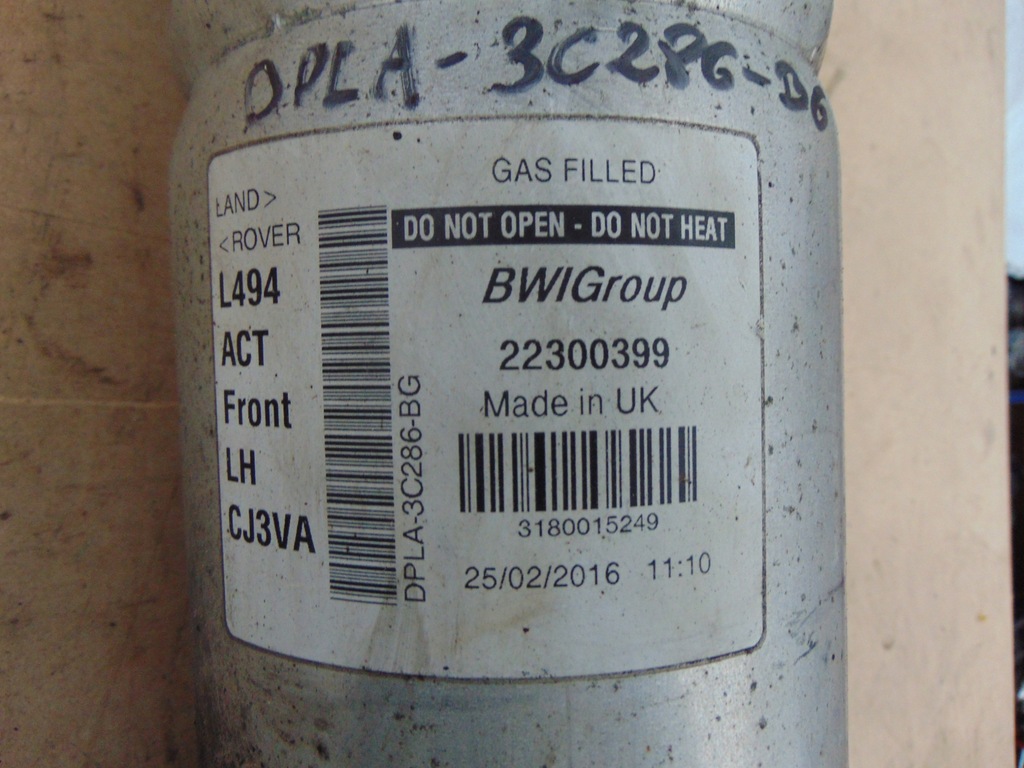 DPLA-3C286-BG
GAS FILLED
LAND >
< ROVER
DO NOT OPEN - DO NOT HEAT
L494
ACT
Front
LH
CJ3VA
DPLA-3C286-BG
BWIGroup
22300399
Made in UK
3180015249
25/02/2016 11:10